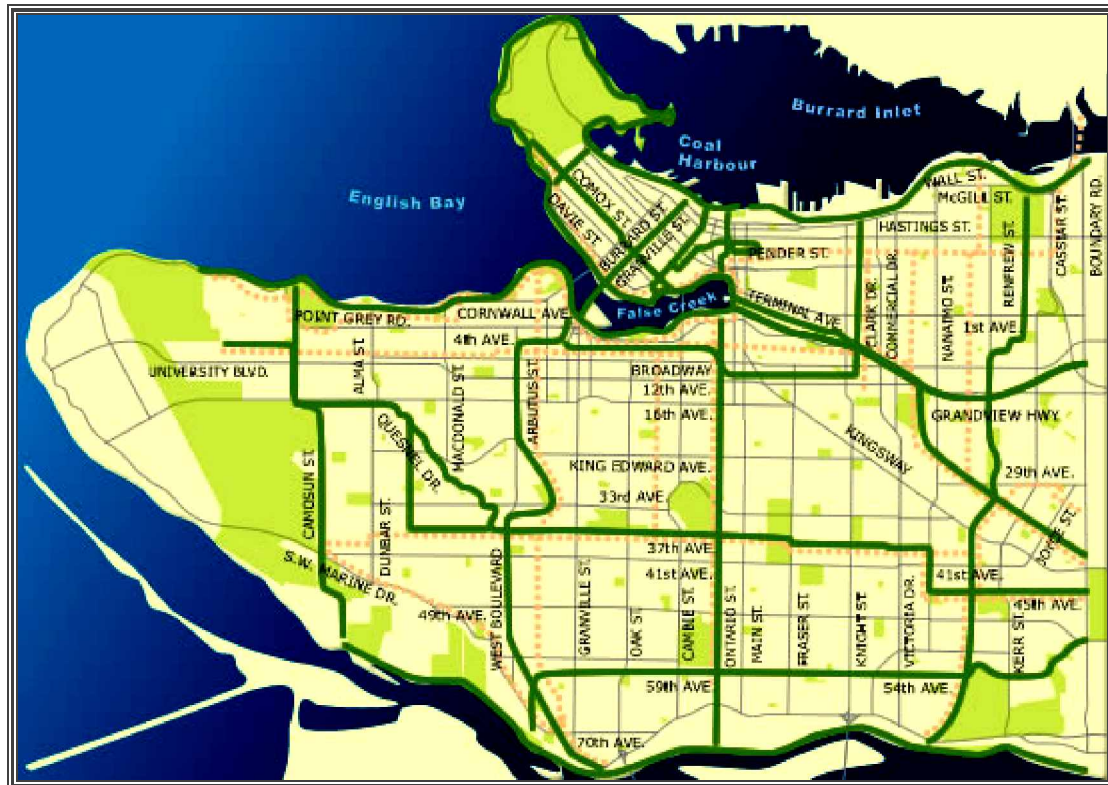 Burrard Inlet
Coal
Harbour
English Bay
COMOX ST.
DAVIE ST.
BURRARD ST.
GRANVILLE ST.
WALL ST.
McGILL ST.
HASTINGS ST.
PENDER ST.
CASSIAR ST.
BOUNDARY RD.
RENFREW ST.
NANAIMO ST.
COMMERCIAL DR.
CLARK DR.
TERMINAL AVE.
False Creek
POINT GREY RD.
CORNWALL AVE.
4th AVE.
1st AVE.
UNIVERSITY BLVD.
ALMA ST.
MACDONALD ST.
ARBUTUS ST.
BROADWAY
12th AVE.
16th AVE.
GRANDVIEW HWY.
QUESNEL DR.
KINGSWAY
KING EDWARD AVE.
33rd AVE.
29th AVE.
JOYCE ST.
CAMOSUN ST.
DUNBAR ST.
S.W. MARINE DR.
37th AVE.
41st AVE.
41st AVE.
45th AVE.
49th AVE.
WEST BOULEVARD
GRANVILLE ST.
OAK ST.
CAMBIE ST.
ONTARIO ST.
MAIN ST.
FRASER ST.
KNIGHT ST.
VICTORIA DR.
KERR ST.
59th AVE.
54th AVE.
70th AVE.